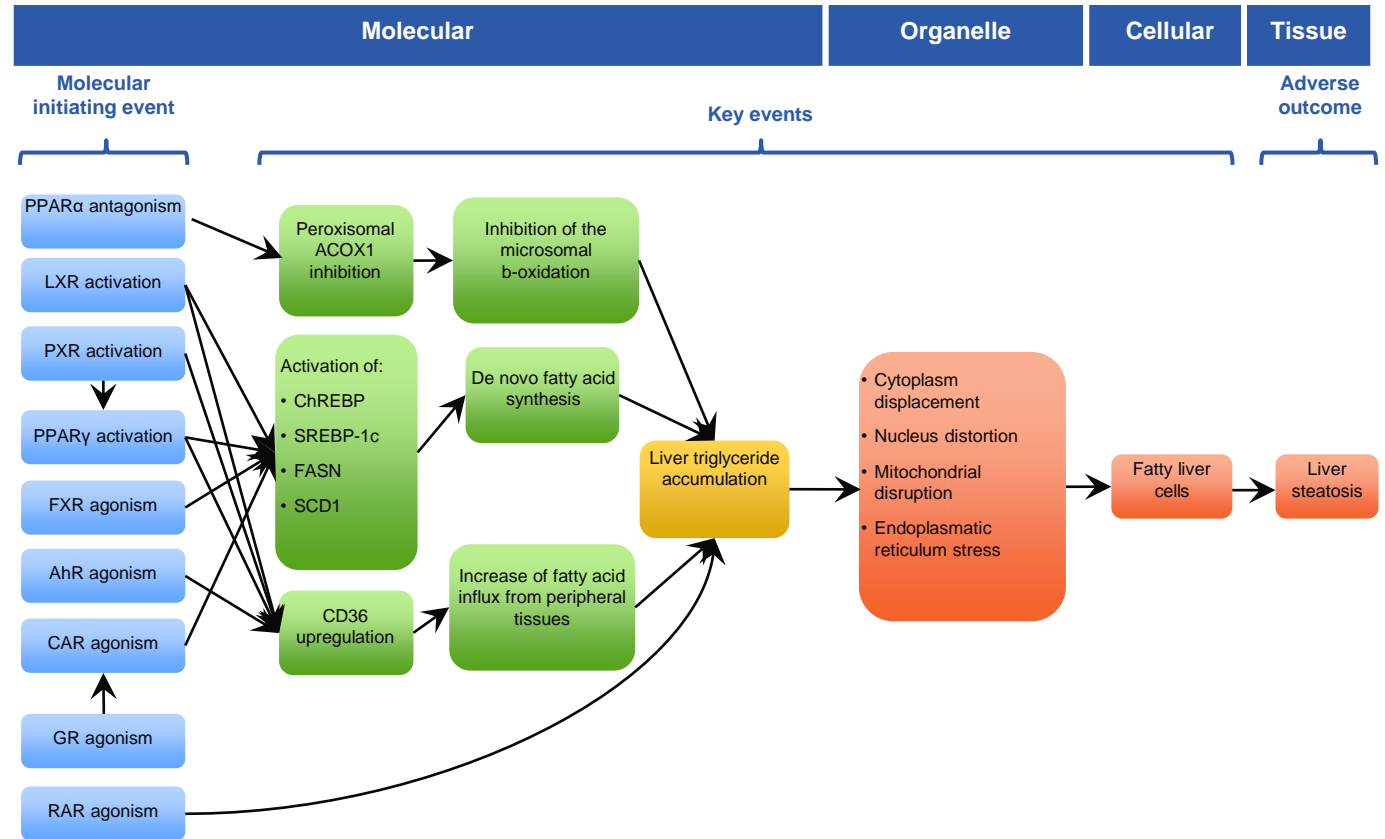 Molecular
Organelle
Cellular
Tissue
Molecular
initiating event
Key events
Adverse
outcome
PPARα antagonism
LXR activation
PXR activation
PPARγ activation
FXR agonism
AhR agonism
CAR agonism
GR agonism
RAR agonism
Peroxisomal
ACOX1
inhibition
Inhibition of the
microsomal
b-oxidation
Activation of:
• ChREBP
• SREBP-1c
• FASN
• SCD1
De novo fatty acid
synthesis
CD36
upregulation
Increase of fatty acid
influx from peripheral
tissues
Liver triglyceride
accumulation
• Cytoplasm
displacement
• Nucleus distortion
• Mitochondrial
disruption
• Endoplasmatic
reticulum stress
Fatty liver
cells
Liver
steatosis